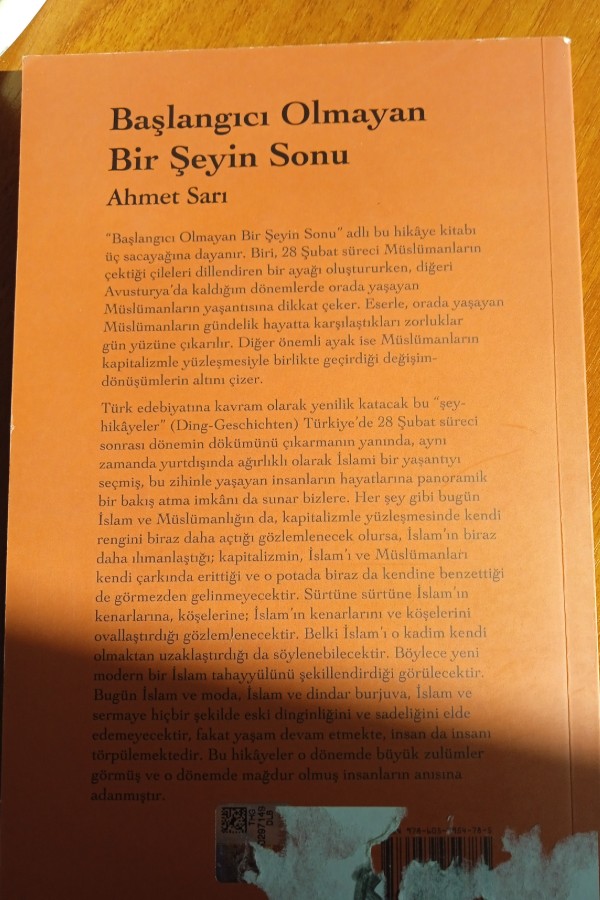 Başlangıcı Olmayan
Bir Şeyin Sonu
Ahmet Sarı
"Başlangıcı Olmayan Bir Şeyin Sonu" adlı bu hikâye kitabı
üç sacayağına dayanır. Biri, 28 Şubat süreci Müslümanların
çektiği çileleri dillendiren bir ayağı oluştururken, diğeri
Avusturya'da kaldığım dönemlerde orada yaşayan
Müslümanların yaşantısına dikkat çeker. Eserle, orada yaşayan
Müslümanların gündelik hayatta karşılaştıkları zorluklar
gün yüzüne çıkarılır. Diğer önemli ayak ise Müslümanların
kapitalizmle yüzleşmesiyle birlikte geçirdiği değişim-
dönüşümlerin altını çizer.
Türk edebiyatına kavram olarak yenilik katacak bu "şey-
hikâyeler" (Ding-Geschichten) Türkiye'de 28 Şubat süreci
sonrası dönemin dökümünü çıkarmanın yanında, aynı
zamanda yurtdışında ağırlıklı olarak İslami bir yaşantıyı
seçmiş, bu zihinle yaşayan insanların hayatlarına panoramik
bir bakış atma imkânı da sunar bizlere. Her şey gibi bugün
İslam ve Müslümanlığın da, kapitalizmle yüzleşmesinde kendi
rengini biraz daha açtığı gözlemlenecek olursa, İslam'ın biraz
daha ılımanlaştığı; kapitalizmin, İslam'ı ve Müslümanları
kendi çarkında erittiği ve o potada biraz da kendine benzettiği
de görmezden gelinmeyecektir. Sürtüne sürtüne İslam'ın
kenarlarına, köşelerine; İslam'ın kenarlarını ve köşelerini
ovallaştırdığı gözlemlenecektir. Belki İslam'ı o kadim kendi
olmaktan uzaklaştırdığı da söylenebilecektir. Böylece yeni
modern bir İslam tahayyülünü şekillendirdiği görülecektir.
Bugün İslam ve moda, İslam ve dindar burjuva, İslam ve
sermaye hiçbir şekilde eski dinginliğini ve sadeliğini elde
edemeyecektir, fakat yaşam devam etmekte, insan da insanı
törpülemektedir. Bu hikâyeler o dönemde büyük zulümler
görmüş ve o dönemde mağdur olmuş insanların anısına
adanmıştır.